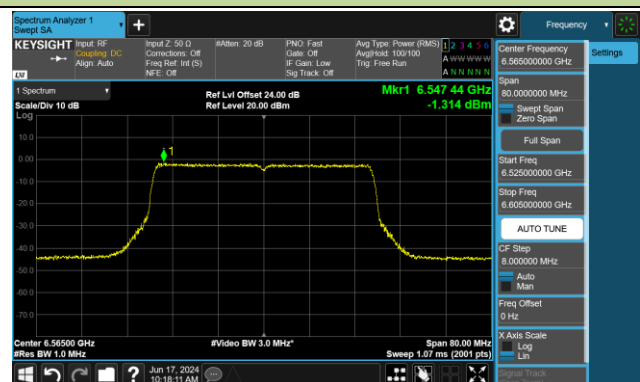 Spectrum Analyzer 1
Swept SA
+
Frequency
KEYSIGHT
Input: RF
Coupling: DC
Align: Auto
Input Z: 50 Ω
Corrections: Off
Freq Ref: Int (S)
NFE: Off
#Atten: 20 dB
PNO: Fast
Gate: Off
IF Gain: Low
Sig Track: Off
Avg Type: Power (RMS)
Avg|Hold: 100/100
Trig: Free Run
1 2 3 4 5 6
A W W W W W
A N N N N N
LXI
1 Spectrum
Scale/Div 10 dB
Log
Ref Lvl Offset 24.00 dB
Ref Level 20.00 dBm
Mkr1 6.547 44 GHz
-1.314 dBm
1
10.0
0.00
-10.0
-20.0
-30.0
-40.0
-50.0
-60.0
-70.0
Center 6.56500 GHz
#Res BW 1.0 MHz
#Video BW 3.0 MHz*
Span 80.00 MHz
Sweep 1.07 ms (2001 pts)
Center Frequency
6.565000000 GHz
Settings
Span
80.0000000 MHz
Swept Span
Zero Span
Full Span
Start Freq
6.525000000 GHz
Stop Freq
6.605000000 GHz
AUTO TUNE
CF Step
8.000000 MHz
Auto
Man
Freq Offset
0 Hz
X Axis Scale
Log
Lin
Signal Track
?
Jun 17, 2024
10:18:11 AM